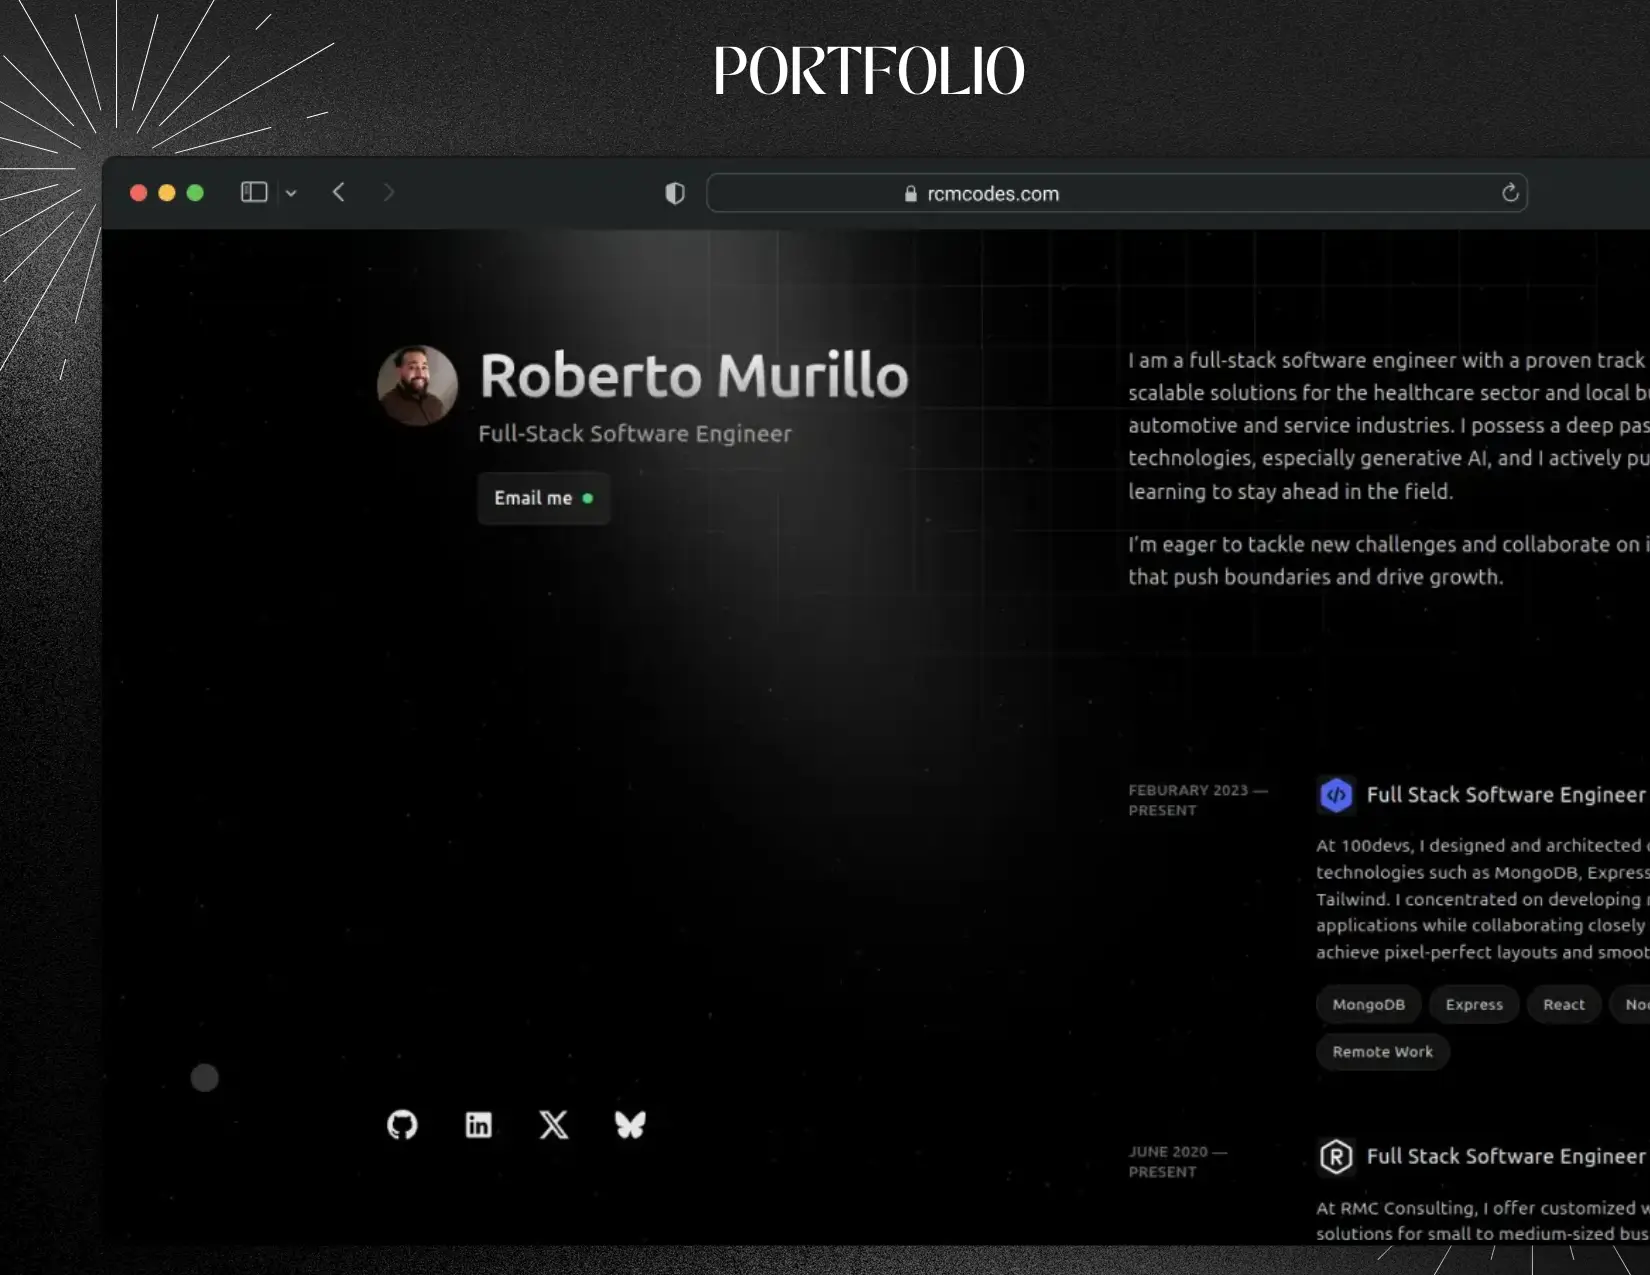 PORTFOLIO
rcmcodes.com
Roberto Murillo
Full-Stack Software Engineer
Email me
I am a full-stack software engineer with a proven track
scalable solutions for the healthcare sector and local
automotive and service industries. I possess a deep
technologies, especially generative AI, and I actively
learning to stay ahead in the field.
I'm eager to tackle new challenges and collaborate on
that push boundaries and drive growth.
FEBURARY 2023 —
PRESENT
Full Stack Software Engineer
At 100devs, I designed and architected
technologies such as MongoDB, Express
Tailwind. I concentrated on developing
applications while collaborating closely
achieve pixel-perfect layouts and
MongoDB Express React
Remote Work
in
JUNE 2020 —
PRESENT
R Full Stack Software Engineer
At RMC Consulting, I offer customized
solutions for small to medium-sized